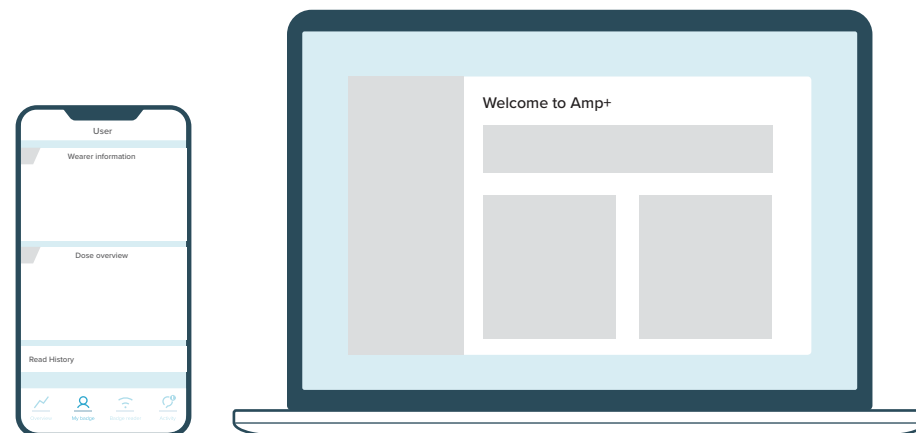 User
Wearer information
Dose overview
Read History
My badge
Welcome to Amp+